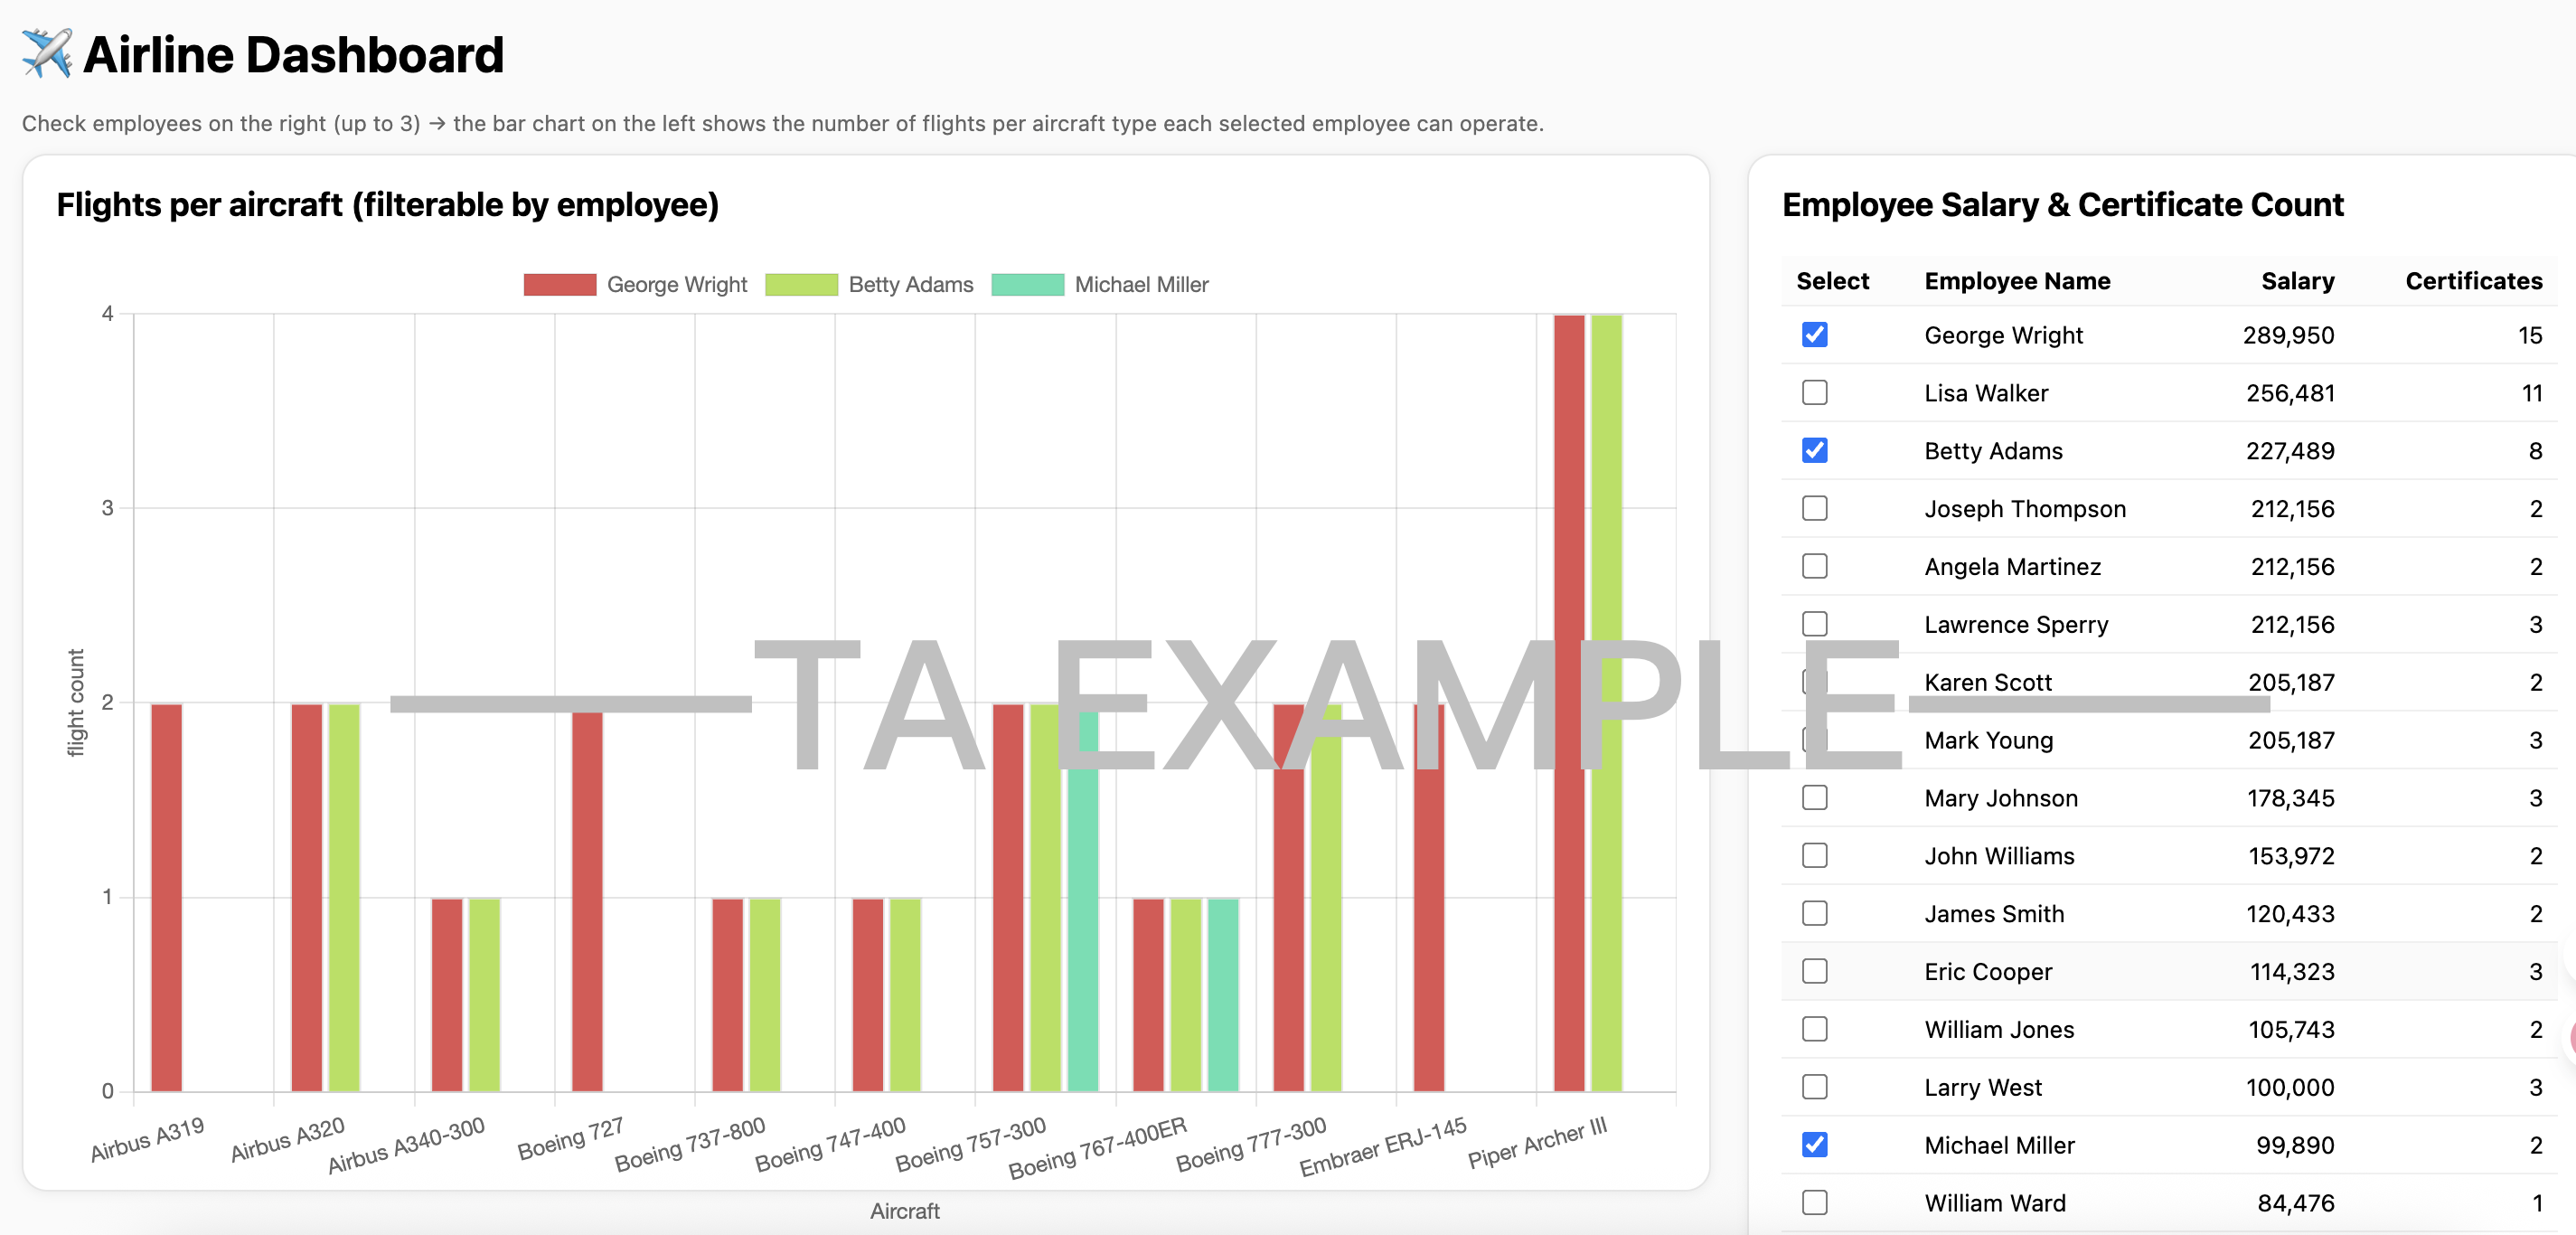 ✈️ Airline Dashboard
Check employees on the right (up to 3) → the bar chart on the left shows the number of flights per aircraft type each selected employee can operate.
Flights per aircraft (filterable by employee)
George Wright Betty Adams Michael Miller
4
3
2
1
0
flight count
Airbus A319 Airbus A320 Airbus A340-300 Boeing 727 Boeing 737-800 Boeing 747-400 Boeing 757-300 Boeing 767-400ER Boeing 777-300 Embraer ERJ-145 Piper Archer III
Aircraft
TA EXAMPLE
Employee Salary & Certificate Count
Select Employee Name Salary Certificates
George Wright 289,950 15
Lisa Walker 256,481 11
Betty Adams 227,489 8
Joseph Thompson 212,156 2
Angela Martinez 212,156 2
Lawrence Sperry 212,156 3
Karen Scott 205,187 2
Mark Young 205,187 3
Mary Johnson 178,345 3
John Williams 153,972 2
James Smith 120,433 2
Eric Cooper 114,323 3
William Jones 105,743 2
Larry West 100,000 3
Michael Miller 99,890 2
William Ward 84,476 1